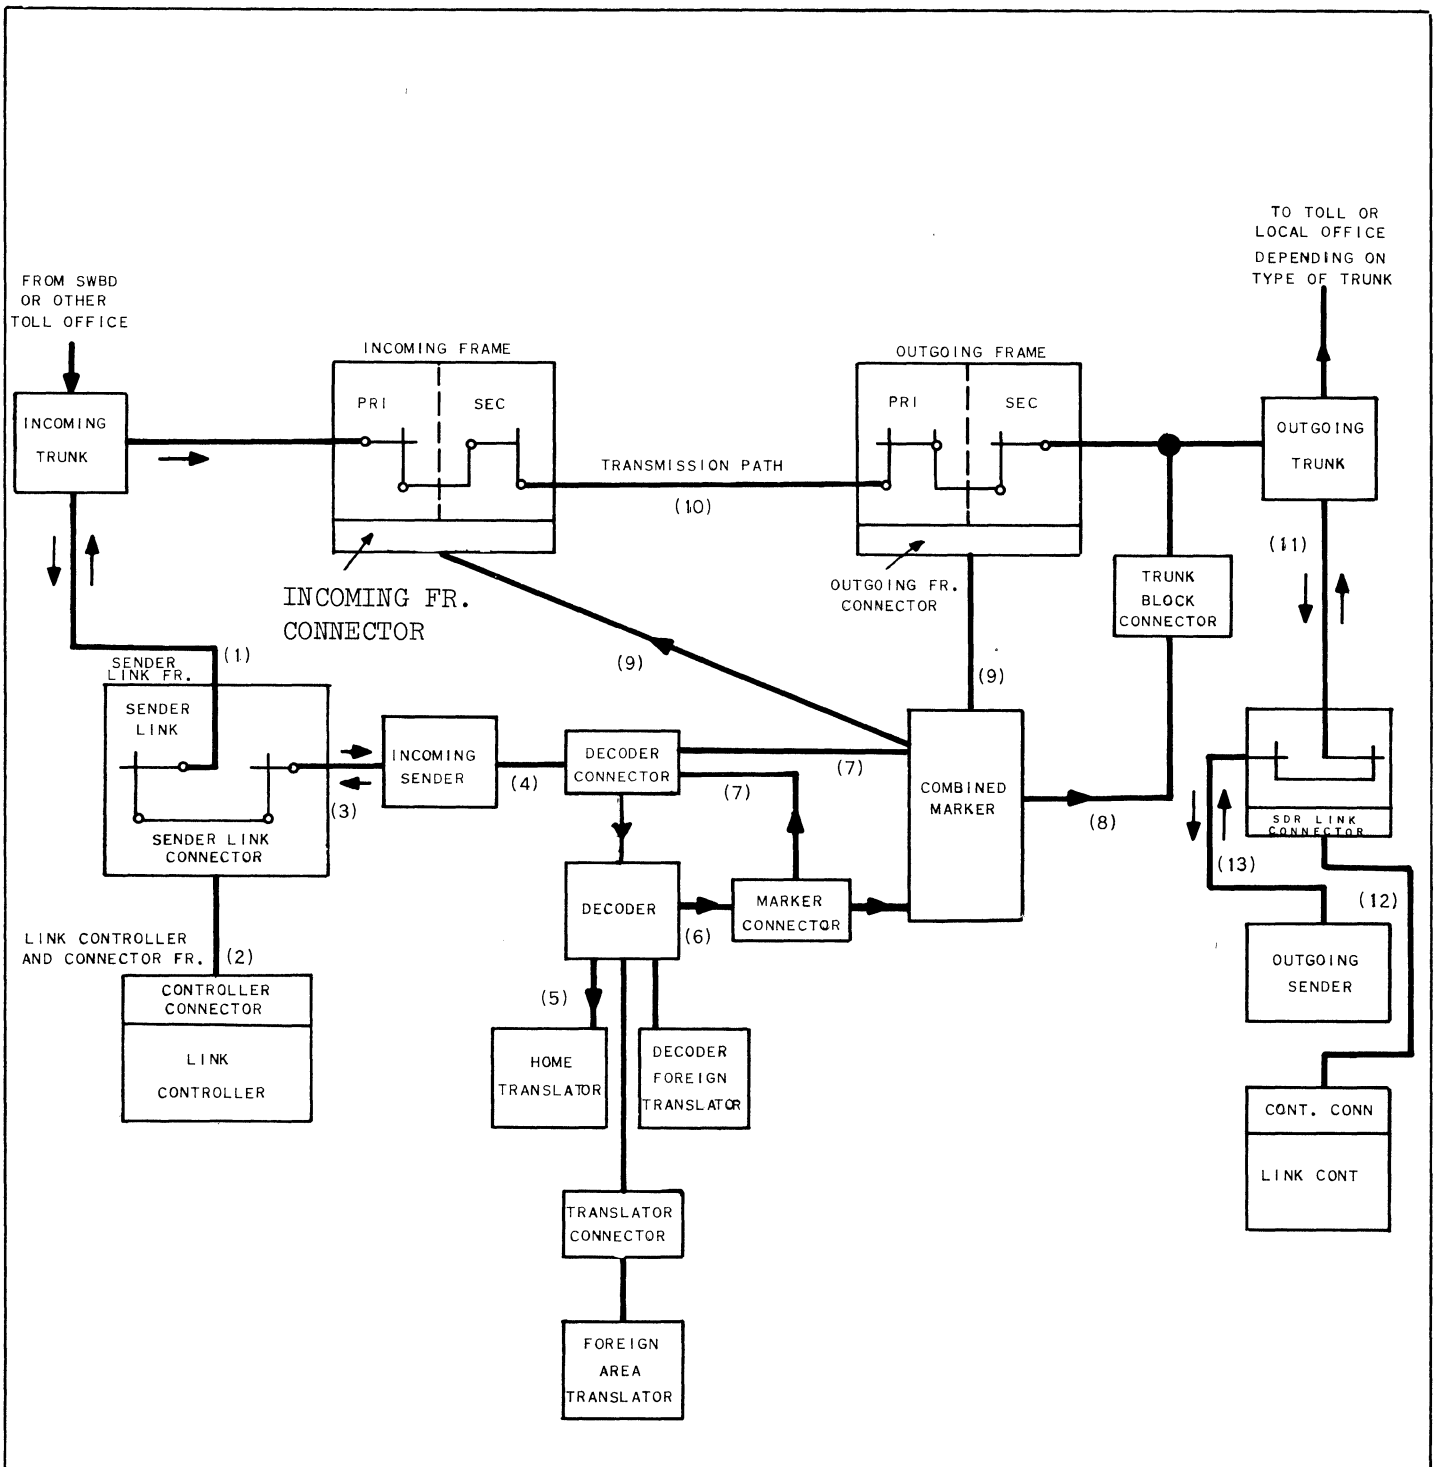 TO TOLL OR
LOCAL OFFICE
DEPENDING ON
TYPE OF TRUNK
FROM SWBD
OR OTHER
TOLL OFFICE
INCOMING FRAME
OUTGOING FRAME
INCOMING
TRUNK
PRI
SEC
PRI
SEC
OUTGOING
TRUNK
TRANSMISSION PATH
(10)
(11)
INCOMING FR.
CONNECTOR
OUTGOING FR.
CONNECTOR
TRUNK
BLOCK
CONNECTOR
(1)
(9)
(9)
SENDER
LINK FR.
SENDER
LINK
SENDER LINK
CONNECTOR
(3)
INCOMING
SENDER
(4)
DECODER
CONNECTOR
(7)
(7)
COMBINED
MARKER
(8)
SDR LINK
CONNECTOR
(13)
(12)
DECODER
(6)
MARKER
CONNECTOR
LINK CONTROLLER
AND CONNECTOR FR.
(2)
CONTROLLER
CONNECTOR
LINK
CONTROLLER
(5)
HOME
TRANSLATOR
DECODER
FOREIGN
TRANSLATOR
OUTGOING
SENDER
CONT. CONN
LINK CONT
TRANSLATOR
CONNECTOR
FOREIGN
AREA
TRANSLATOR